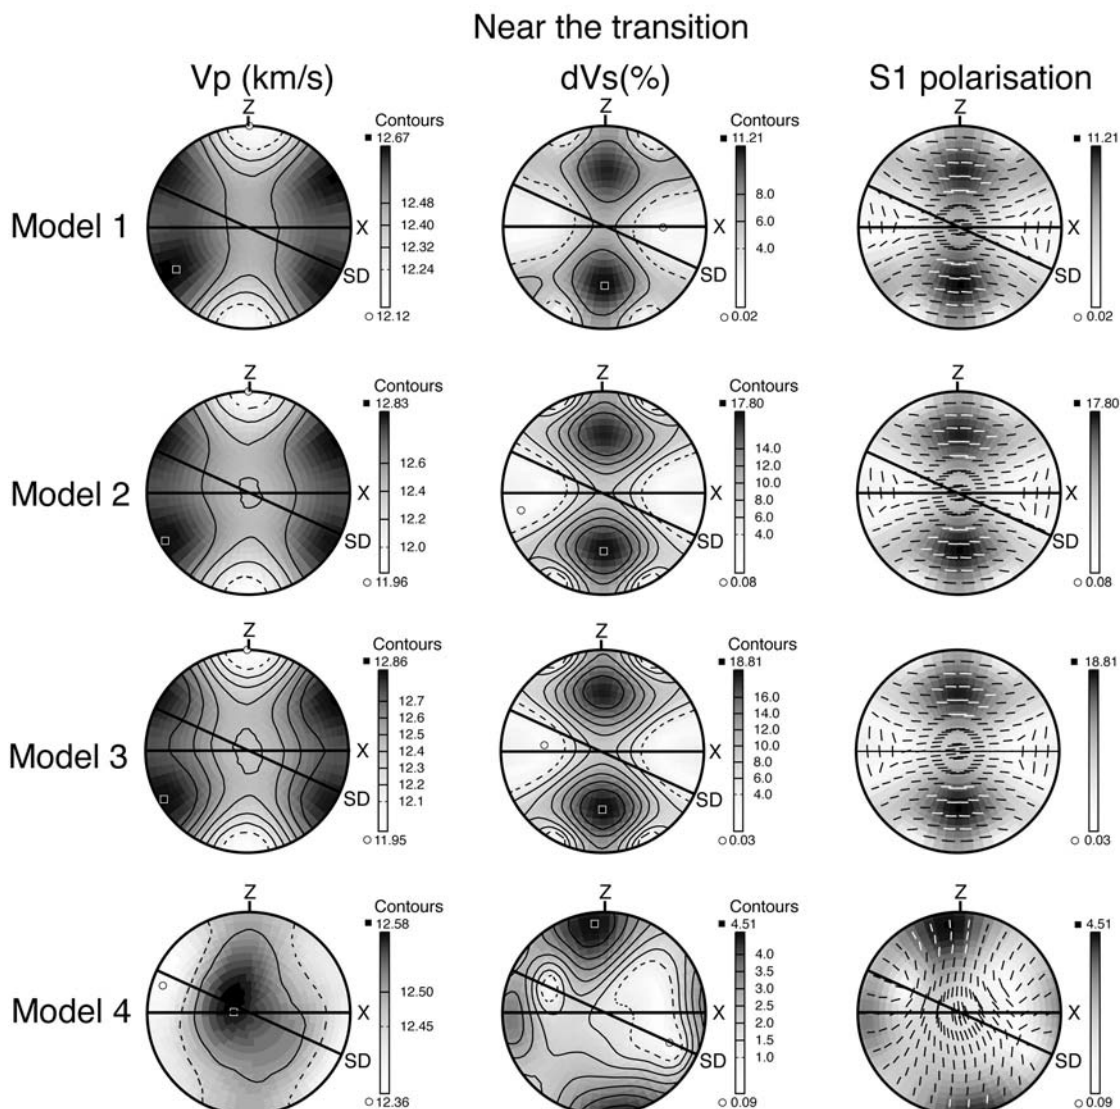 Near the transition
Vp (km/s)
dVs(%)
S1 polarisation
Model 1
Z
X
SD
Contours
12.67
12.48
12.40
12.32
12.24
12.12
Z
X
SD
Contours
11.21
8.0
6.0
4.0
0.02
Z
X
SD
11.21
0.02
Model 2
Z
X
SD
Contours
12.83
12.6
12.4
12.2
12.0
11.96
Z
X
SD
Contours
17.80
14.0
12.0
10.0
8.0
6.0
4.0
0.08
Z
X
SD
17.80
0.08
Model 3
Z
X
SD
Contours
12.86
12.7
12.6
12.5
12.4
12.3
12.2
12.1
11.95
Z
X
SD
Contours
18.81
16.0
14.0
12.0
10.0
8.0
6.0
4.0
0.03
18.81
0.03
Model 4
Z
X
SD
Contours
12.58
12.50
12.45
12.36
Z
X
SD
Contours
4.51
4.0
3.5
3.0
2.5
2.0
1.5
1.0
0.09
Z
X
SD
4.51
0.09